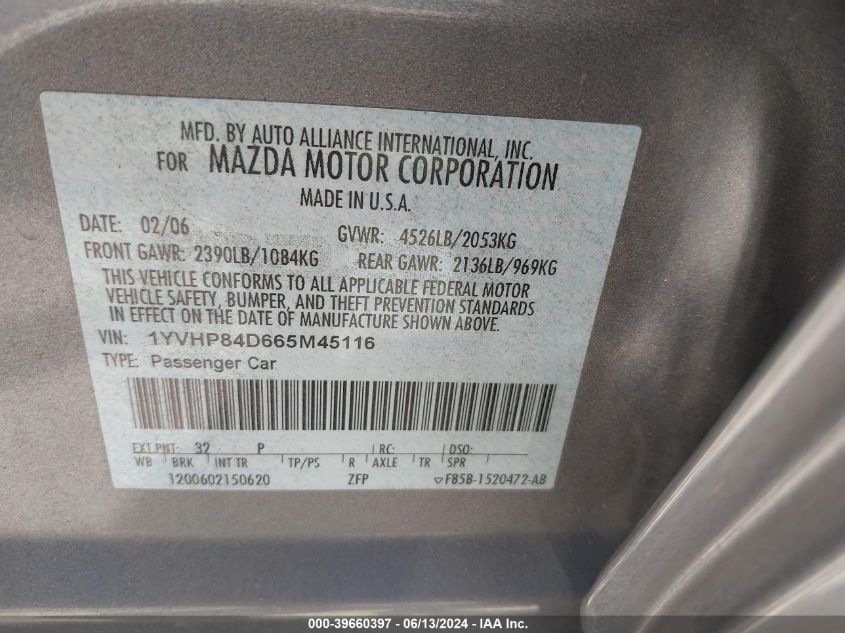 MFD. BY AUTO ALLIANCE INTERNATIONAL, INC.
FOR MAZDA MOTOR CORPORATION
MADE IN U.S.A.
DATE: 02/06 GVWR: 4526LB/2053KG
FRONT GAWR: 2390LB/1084KG REAR GAWR: 2136LB/969KG
THIS VEHICLE CONFORMS TO ALL APPLICABLE FEDERAL MOTOR
VEHICLE SAFETY, BUMPER, AND THEFT PREVENTION STANDARDS
IN EFFECT ON THE DATE OF MANUFACTURE SHOWN ABOVE.
VIN: 1YVHP84D665M45116
TYPE: Passenger Car
EXT PNT: 32 P RC: DSO:
WB BRK INT TR TP/PS R AXLE TR SPR
1200602150620 ZFP ▽F85B-1520472-AB
000-39660397 - 06/13/2024 - IAA Inc.